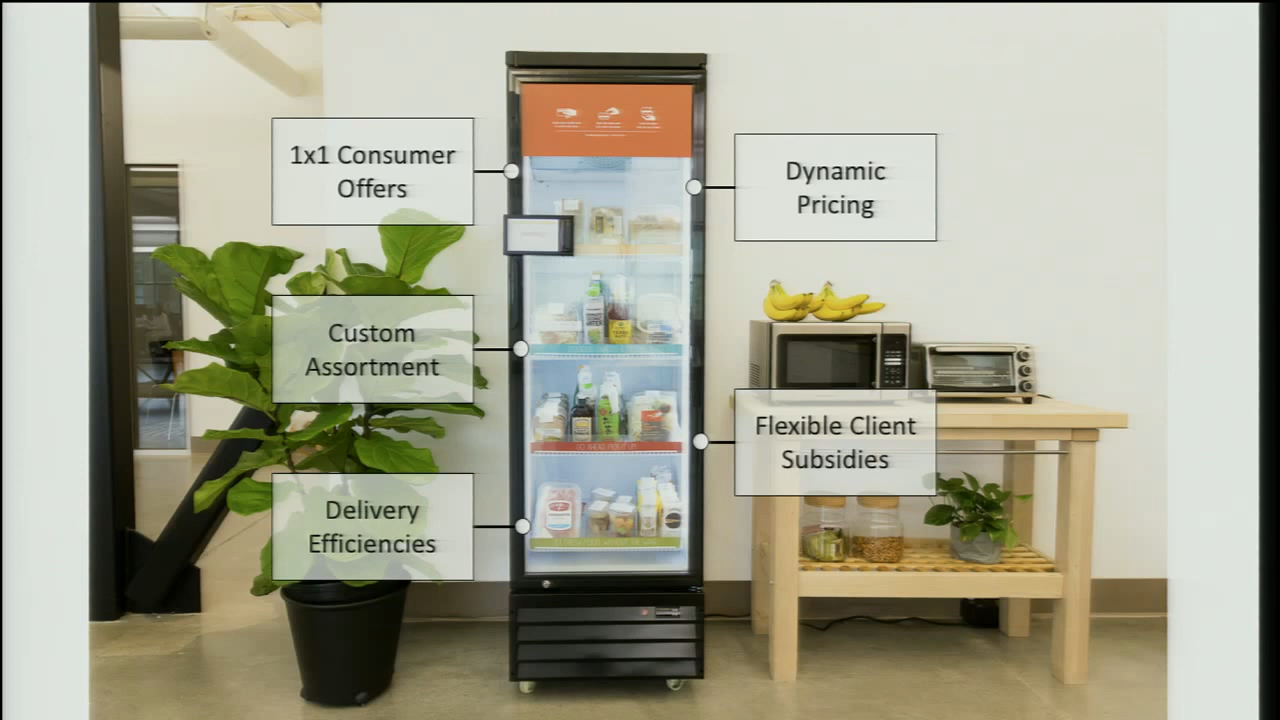 1x1 Consumer
Offers
Dynamic
Pricing
Custom
Assortment
Flexible Client
Subsidies
Delivery
Efficiencies